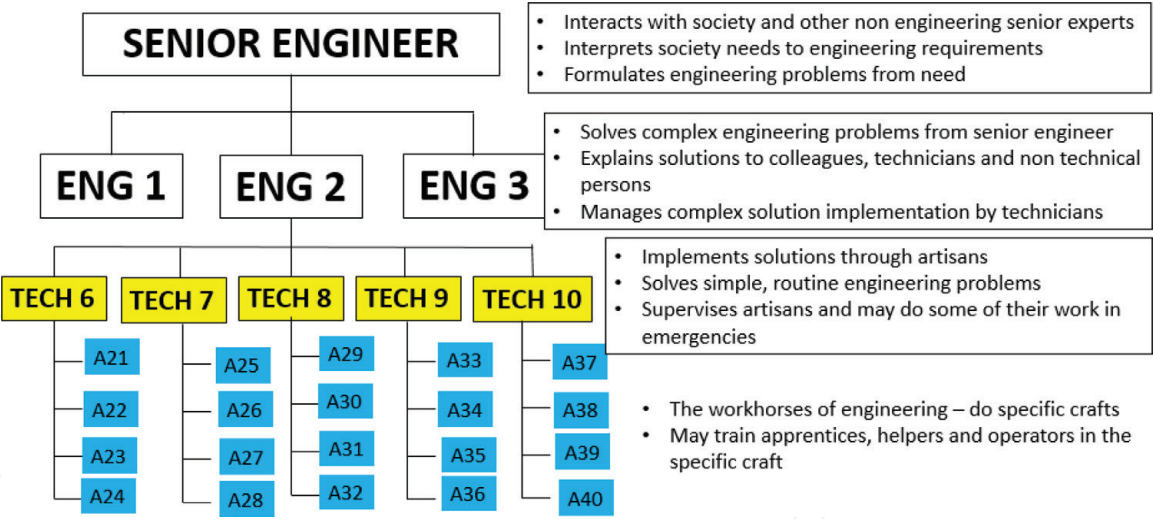 SENIOR ENGINEER
• Interacts with society and other non engineering senior experts
• Interprets society needs to engineering requirements
• Formulates engineering problems from need
ENG 1
ENG 2
ENG 3
• Solves complex engineering problems from senior engineer
• Explains solutions to colleagues, technicians and non technical
persons
• Manages complex solution implementation by technicians
TECH 6
TECH 7
TECH 8
TECH 9
TECH 10
• Implements solutions through artisans
• Solves simple, routine engineering problems
• Supervises artisans and may do some of their work in
emergencies
A21
A22
A23
A24
A25
A26
A27
A28
A29
A30
A31
A32
A33
A34
A35
A36
A37
A38
A39
A40
• The workhorses of engineering – do specific crafts
• May train apprentices, helpers and operators in the
specific craft